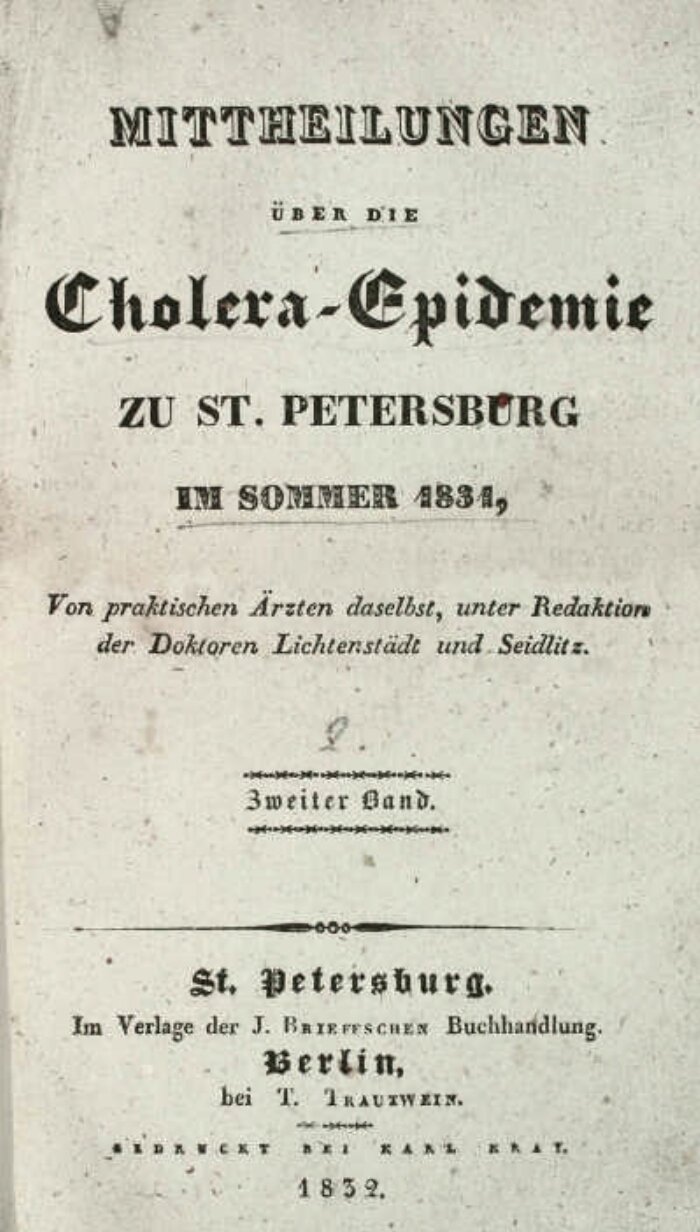 MITTHEILUNGEN
ÜBER DIE
Cholera-Epidemie
ZU ST. PETERSBURG
IM SOMMER 1831,
Von praktischen Ärzten daselbst, unter Redaktion
der Doktoren Lichtenstädt und Seidlitz.
2.
Zweiter Band.
St. Petersburg.
Im Verlage der J. BRIEFFSCHEN Buchhandlung.
Berlin,
bei T. TRAUTWEIN.
GEDRUCKT BEI KARL KRAY.
1832.